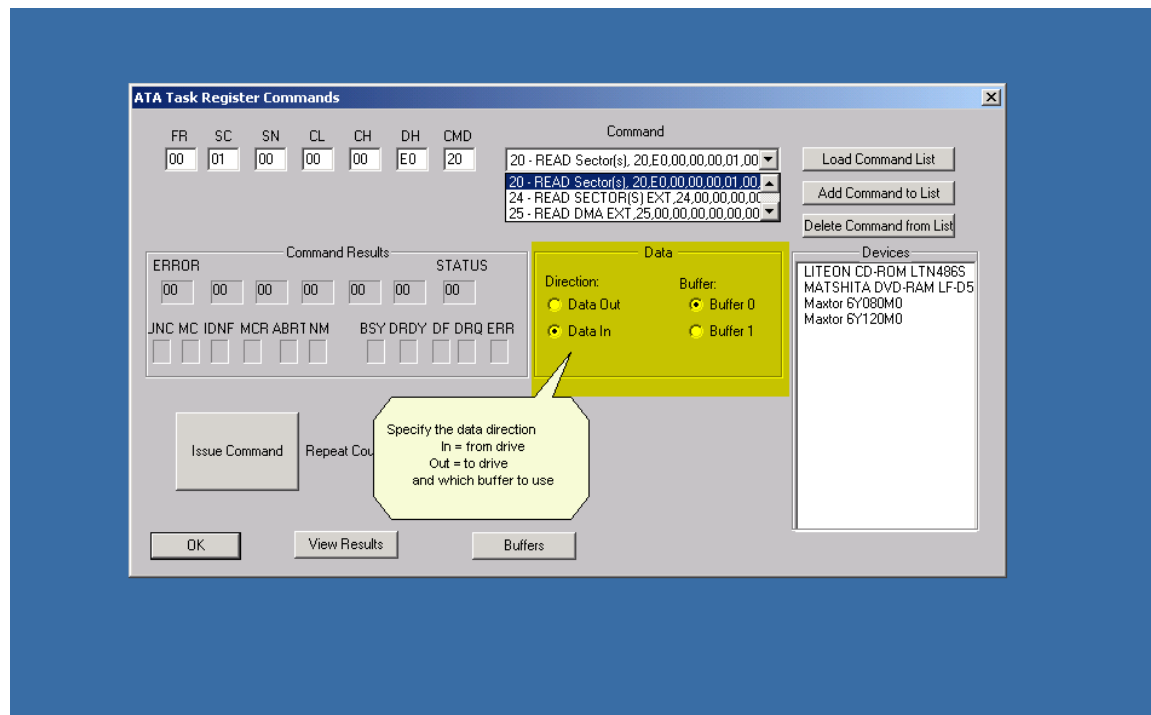 ATA Task Register Commands
FR SC SN CL CH DH CMD
00 01 00 00 00 E0 20
Command
20 - READ Sector(s), 20,E0,00,00,00,01,00
20 - READ Sector(s), 20,E0,00,00,00,01,00,
24 - READ SECTOR(S) EXT,24,00,00,00,0
25 - READ DMA EXT,25,00,00,00,00,00,00
Load Command List
Add Command to List
Delete Command from List
Command Results
ERROR STATUS
00 00 00 00 00 00 00
UNC MC IDNF MCR ABRT NM BSY DRDY DF DRQ ERR
Data
Direction: Buffer:
Data Out Buffer 0
Data In Buffer 1
Devices
LITEON CD-ROM LTN486S
MATSHITA DVD-RAM LF-D5
Maxtor 6Y080M0
Maxtor 6Y120M0
Specify the data direction
In = from drive
Out = to drive
and which buffer to use
Issue Command
Repeat Cou
OK
View Results
Buffers